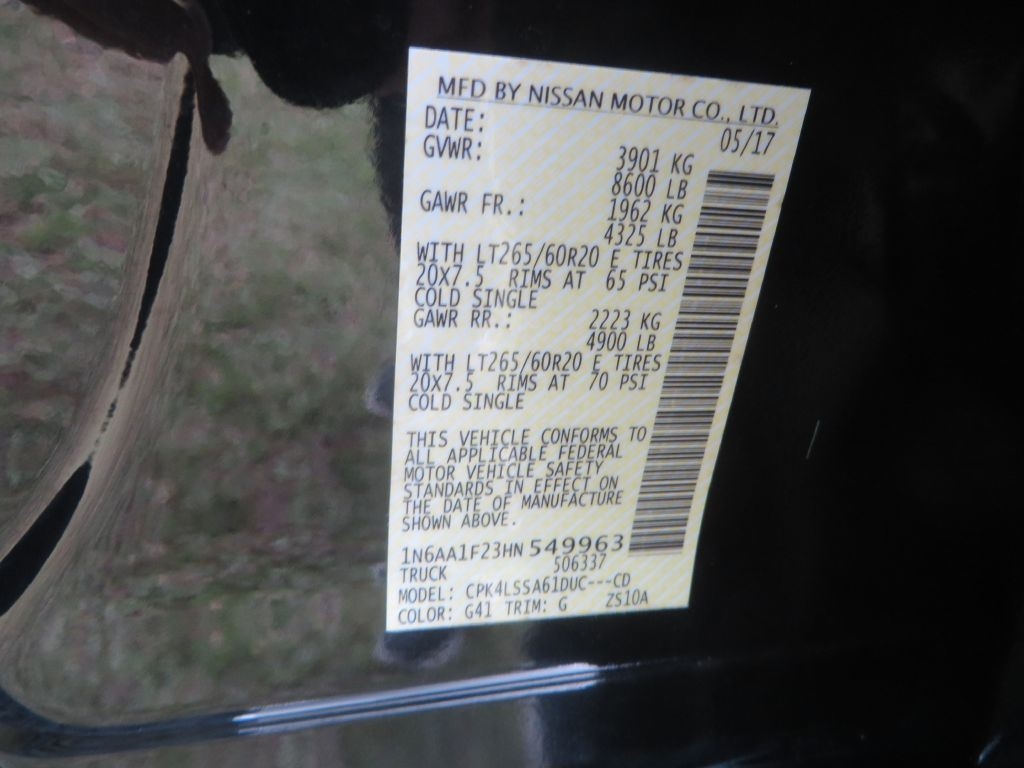 MFD BY NISSAN MOTOR CO., LTD.
DATE: 05/17
GVWR: 3901 KG
8600 LB
GAWR FR.: 1962 KG
4325 LB
WITH LT265/60R20 E TIRES
20X7.5 RIMS AT 65 PSI
COLD SINGLE
GAWR RR.: 2223 KG
4900 LB
WITH LT265/60R20 E TIRES
20X7.5 RIMS AT 70 PSI
COLD SINGLE
THIS VEHICLE CONFORMS TO
ALL APPLICABLE FEDERAL
MOTOR VEHICLE SAFETY
STANDARDS IN EFFECT ON
THE DATE OF MANUFACTURE
SHOWN ABOVE.
1N6AA1F23HN 549963
TRUCK 506337
MODEL: CPK4LSSA61DUC---CD
COLOR: G41 TRIM: G ZS10A